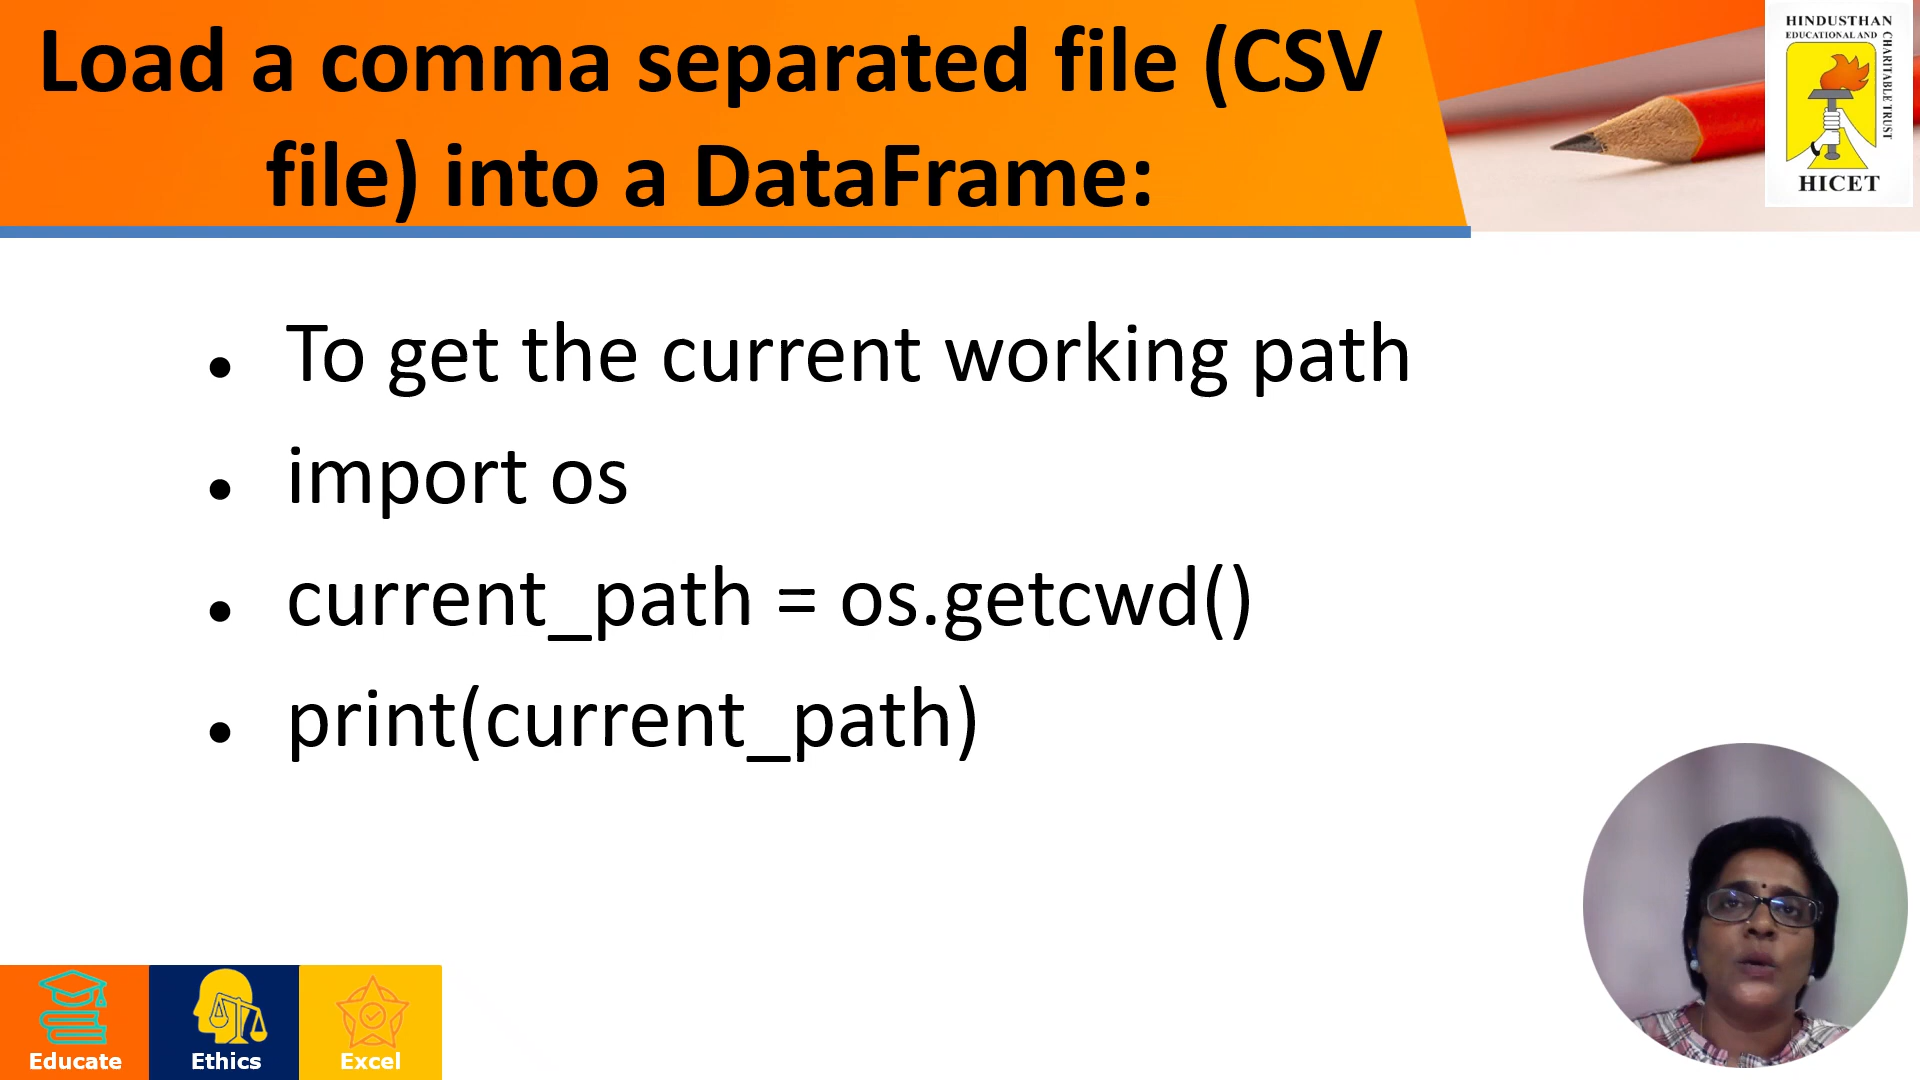 Load a comma separated file (CSV
file) into a DataFrame:
HINDUSTHAN
EDUCATIONAL AND
CHARITABLE TRUST
HICET
• To get the current working path
• import os
• current_path = os.getcwd()
• print(current_path)
Educate
Ethics
Excel